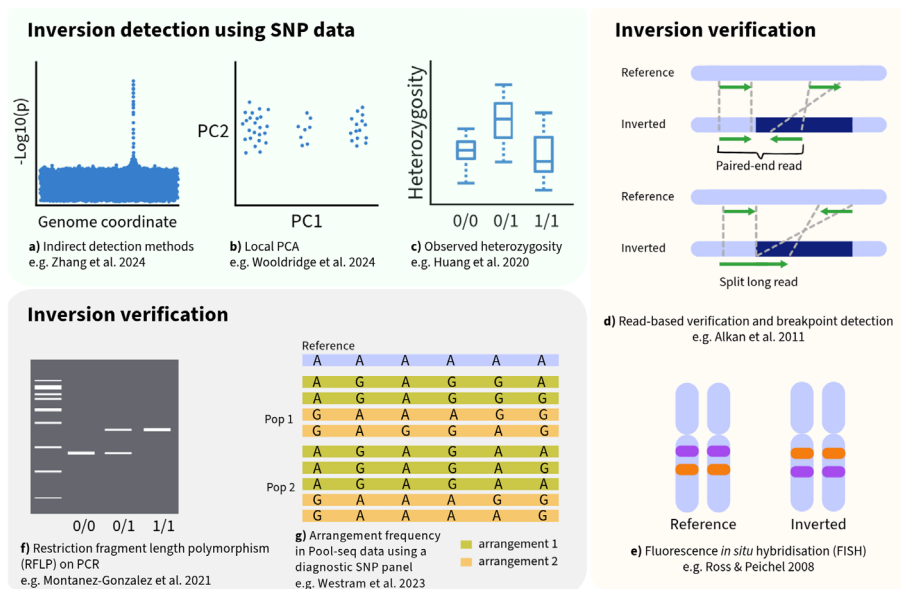 Inversion detection using SNP data
-Log10(p)
Genome coordinate
a) Indirect detection methods
e.g. Zhang et al. 2024
PC2
PC1
b) Local PCA
e.g. Wooldridge et al. 2024
Heterozygosity
0/0 0/1 1/1
c) Observed heterozygosity
e.g. Huang et al. 2020
Inversion verification
Reference
Inverted
Paired-end read
Reference
Inverted
Split long read
d) Read-based verification and breakpoint detection
e.g. Alkan et al. 2011
Reference Inverted
e) Fluorescence in situ hybridisation (FISH)
e.g. Ross & Peichel 2008
Inversion verification
0/0 0/1 1/1
f) Restriction fragment length polymorphism
(RFLP) on PCR
e.g. Montanez-Gonzalez et al. 2021
Reference
A A A A A A
A G A G G A
A G A G G G
Pop 1
G A A A G G
G A G G A G
A G A G A A
A G A G A G
Pop 2
A G A G A A
G A A A G G
G A A A A G
g) Arrangement frequency
in Pool-seq data using a
diagnostic SNP panel
e.g. Westram et al. 2023
arrangement 1
arrangement 2